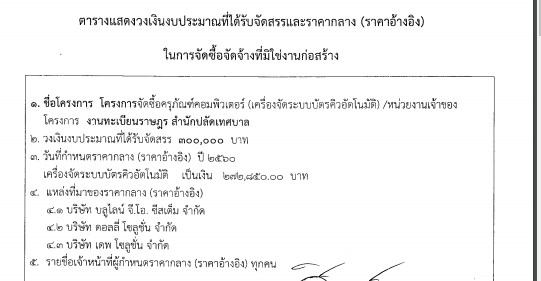 ตารางแสดงวงเงินงบประมาณที่ได้รับจัดสรรและราคากลาง (ราคาอ้างอิง)
ในการจัดซื้อจัดจ้างที่มิใช่งานก่อสร้าง
๑. ชื่อโครงการ โครงการจัดซื้อครุภัณฑ์คอมพิวเตอร์ (เครื่องจัดระบบบัตรคิวอัตโนมัติ) /หน่วยงานเจ้าของ
โครงการ งานทะเบียนราษฎร สำนักปลัดเทศบาล
๒. วงเงินงบประมาณที่ได้รับจัดสรร ๓๐๐,๐๐๐ บาท
๓. วันที่กำหนดราคากลาง (ราคาอ้างอิง) ปี ๒๕๖๐
เครื่องจัดระบบบัตรคิวอัตโนมัติ เป็นเงิน ๒๗๒,๘๕๐.๐๐ บาท
๔. แหล่งที่มาของราคากลาง (ราคาอ้างอิง)
๔.๑ บริษัท บลูไลน์ จี.โอ. ซีสเต็ม จำกัด
๔.๒ บริษัท ดอลลี่ โซลูชั่น จำกัด
๔.๓ บริษัท เดพ โซลูชั่น จำกัด
๕. รายชื่อเจ้าหน้าที่ผู้กำหนดราคากลาง (ราคาอ้างอิง) ทุกคน